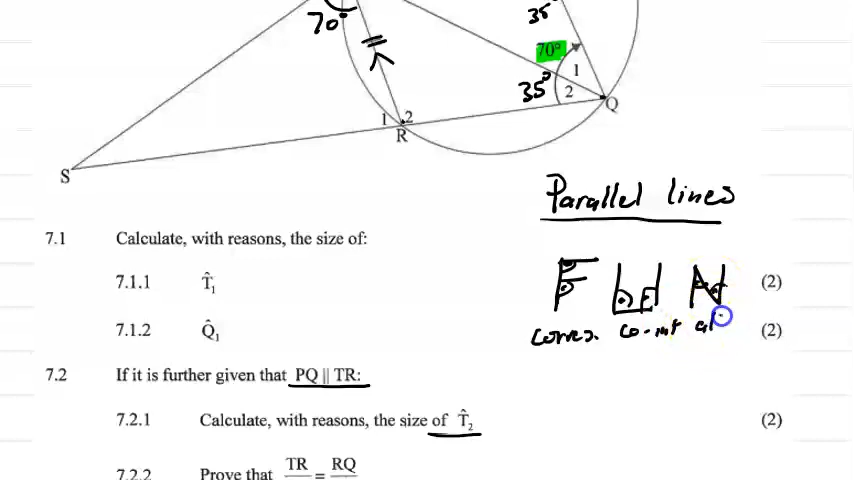 35°
70°
70°
1
35°
2
Q
1 2
R
S
Parallel lines
7.1 Calculate, with reasons, the size of:
7.1.1 T̂₁ (2)
corres. co-int al
7.1.2 Q̂₁ (2)
7.2 If it is further given that PQ || TR:
7.2.1 Calculate, with reasons, the size of T̂₂ (2)
7.2.2 Prove that TR = RQ